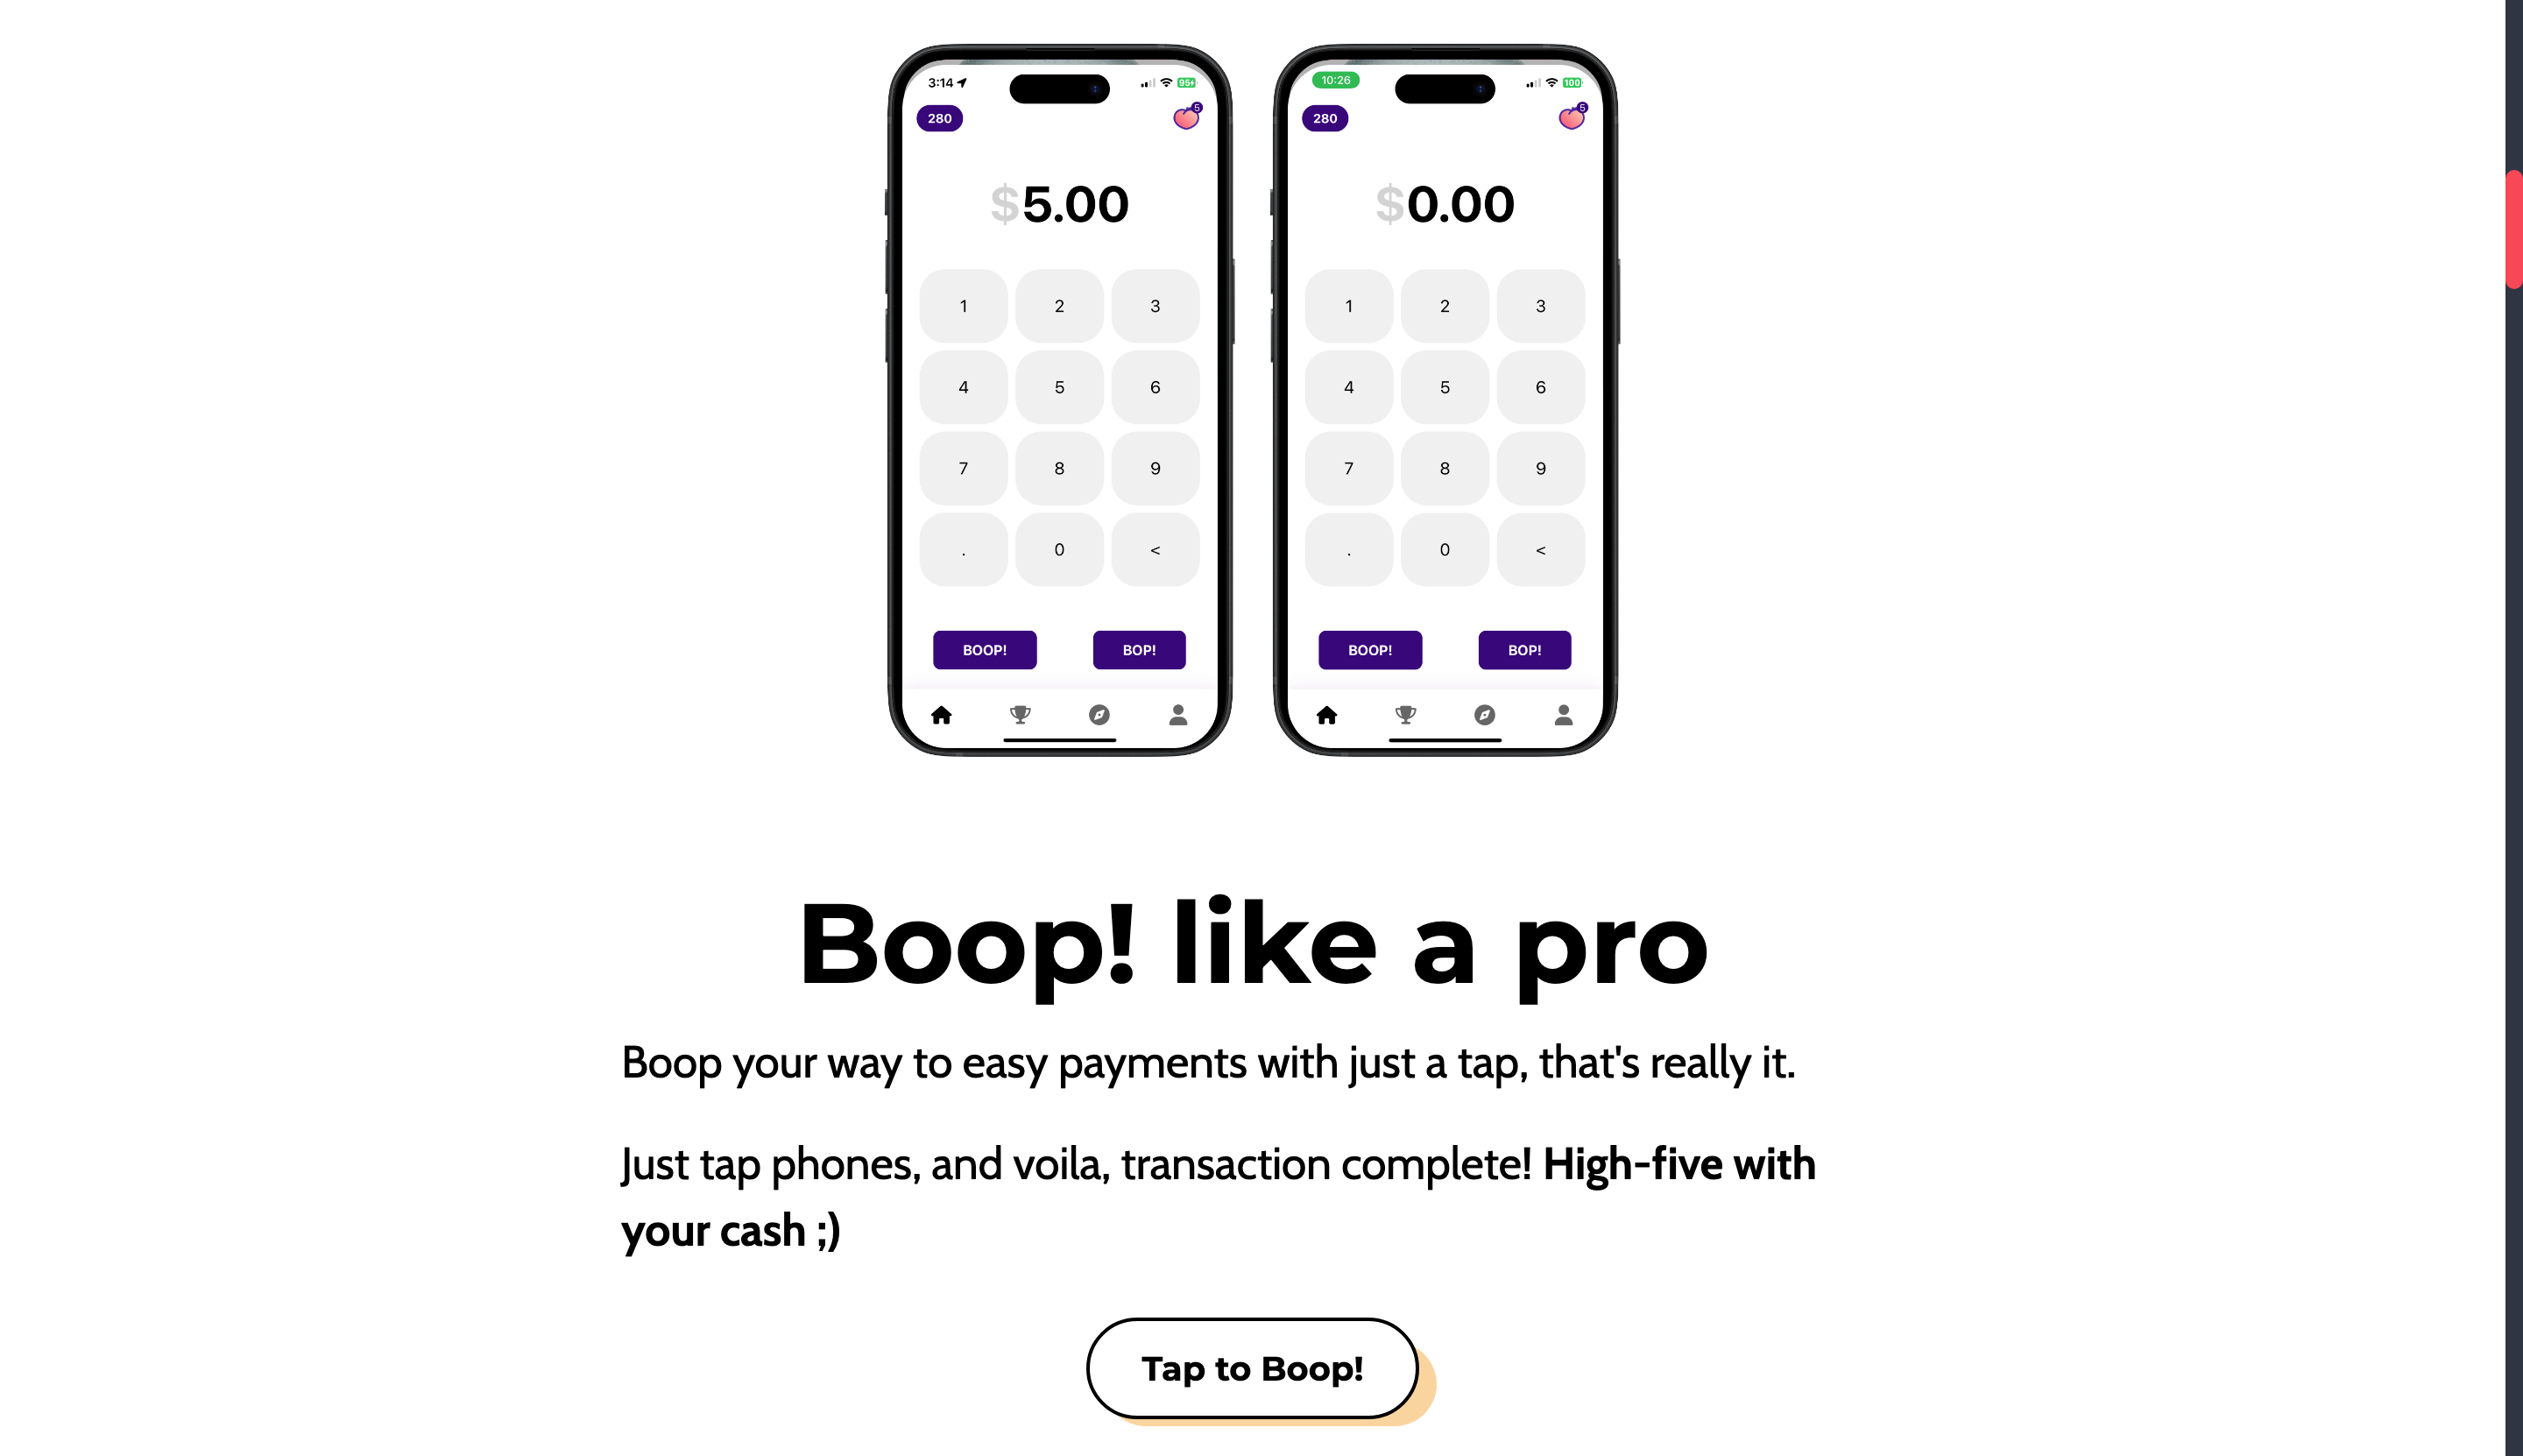 3:14
95
280
5
$5.00
1 2 3
4 5 6
7 8 9
. 0 <
BOOP! BOP!
10:26
100
280
5
$0.00
1 2 3
4 5 6
7 8 9
. 0 <
BOOP! BOP!
Boop! like a pro
Boop your way to easy payments with just a tap, that's really it.
Just tap phones, and voila, transaction complete! High-five with
your cash ;)
Tap to Boop!